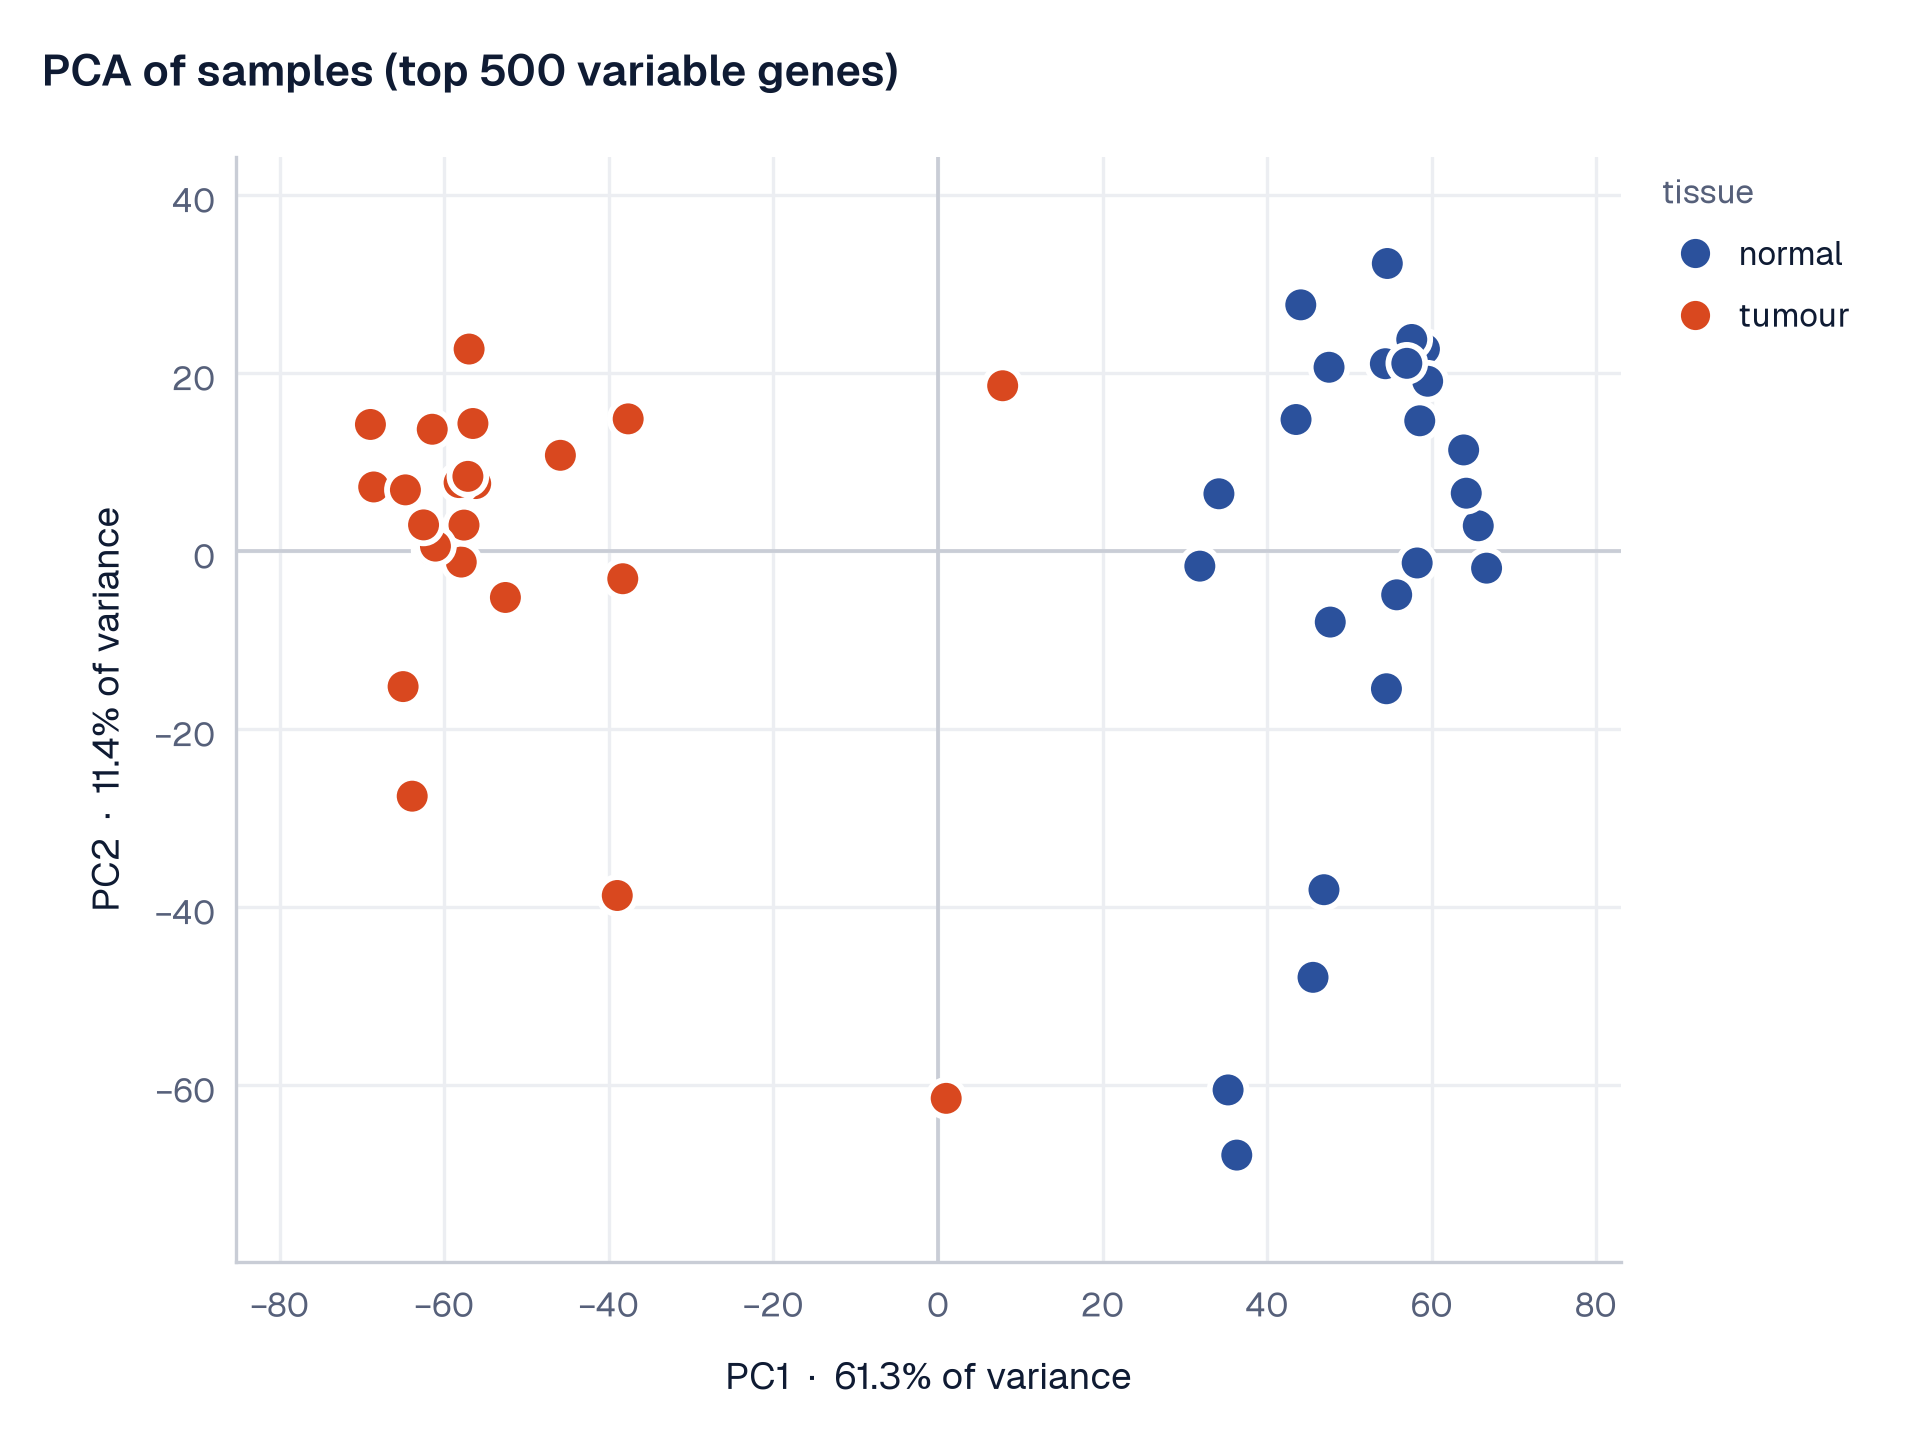 PCA of samples (top 500 variable genes)
tissue
normal
tumour
40
20
0
−20
−40
−60
PC2 · 11.4% of variance
−80
−60
−40
−20
0
20
40
60
80
PC1 · 61.3% of variance